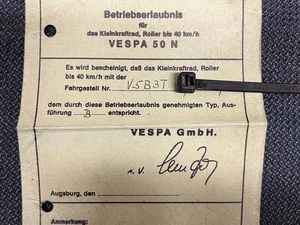 Betriebserlaubnis
für
das Kleinkraftrad, Roller bis 40 km/h
VESPA 50 N
Es wird bescheinigt, daß das Kleinkraftrad, Roller
bis 40 km/h mit der
Fahrgestell Nr. V5B3T
dem durch diese Betriebserlaubnis genehmigten Typ, Aus-
führung B entspricht.
VESPA GmbH.
Augsburg, den
Anmerkung: